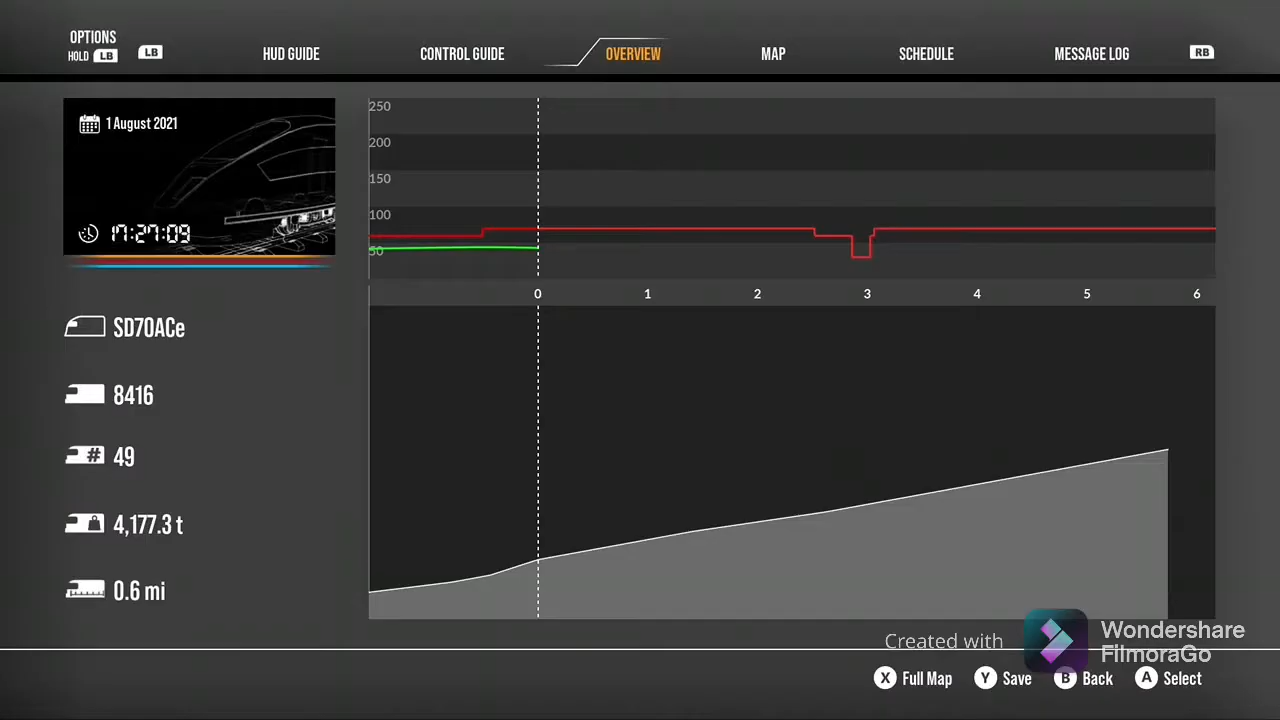 OPTIONS
HOLD LB
LB
HUD GUIDE
CONTROL GUIDE
OVERVIEW
MAP
SCHEDULE
MESSAGE LOG
RB
1 August 2021
17:27:09
250
200
150
100
50
0 1 2 3 4 5 6
SD70ACe
8416
# 49
4,177.3 t
0.6 mi
Created with
Wondershare
FilmoraGo
X Full Map
Y Save
B Back
A Select